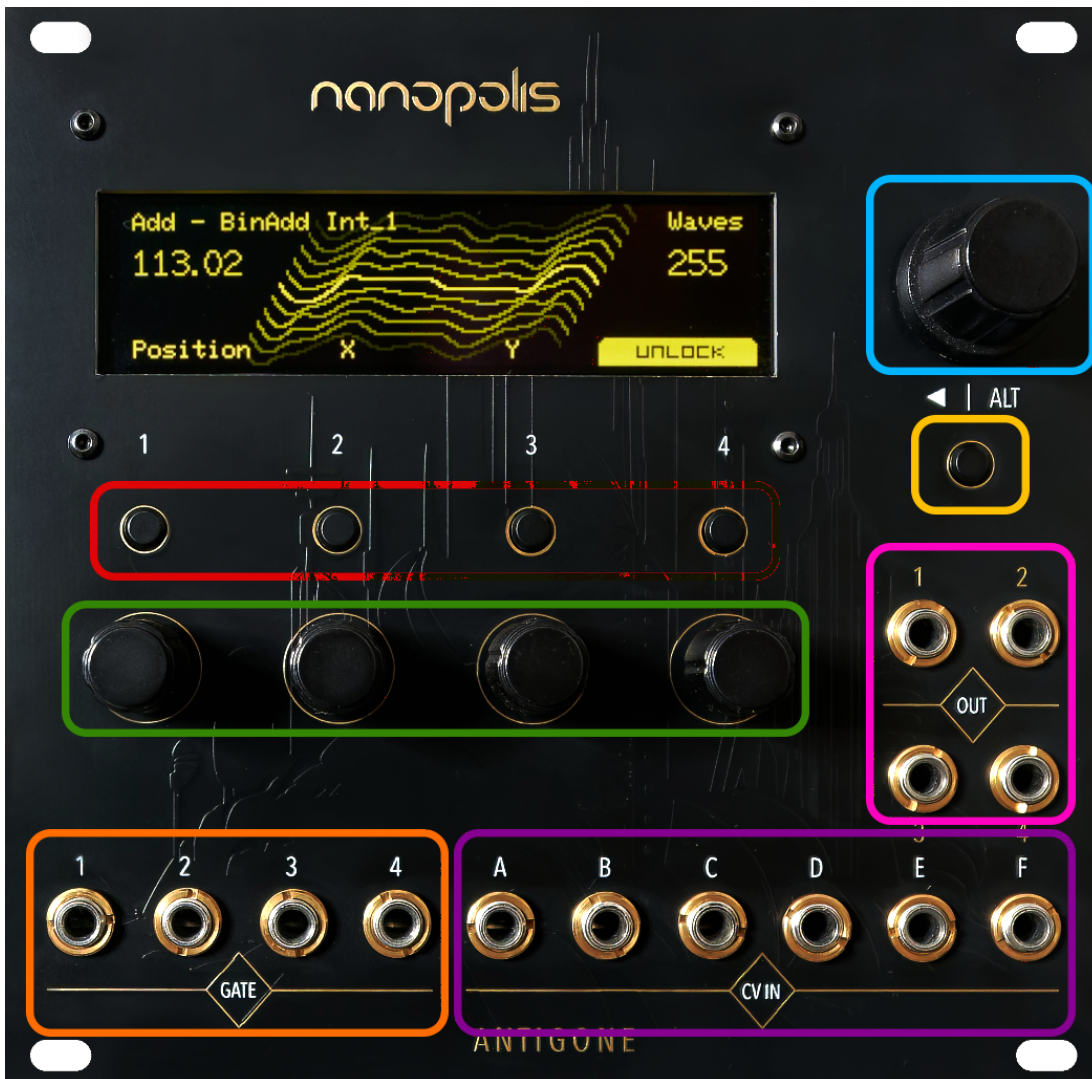 nanopolis
Add - BinAdd Int_1 Waves
113.02 255
Position X Y UNLOCK
◀ | ALT
1 2 3 4
1 2
OUT
3 4
1 2 3 4 A B C D E F
GATE CV IN
ANTIGONE